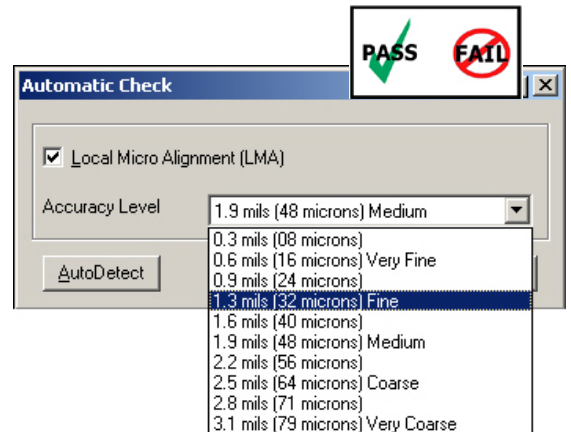 PASS FAIL
Automatic Check
Local Micro Alignment (LMA)
Accuracy Level
1.9 mils (48 microns) Medium
0.3 mils (08 microns)
0.6 mils (16 microns) Very Fine
AutoDetect
0.9 mils (24 microns)
1.3 mils (32 microns) Fine
1.6 mils (40 microns)
1.9 mils (48 microns) Medium
2.2 mils (56 microns)
2.5 mils (64 microns) Coarse
2.8 mils (71 microns)
3.1 mils (79 microns) Very Coarse